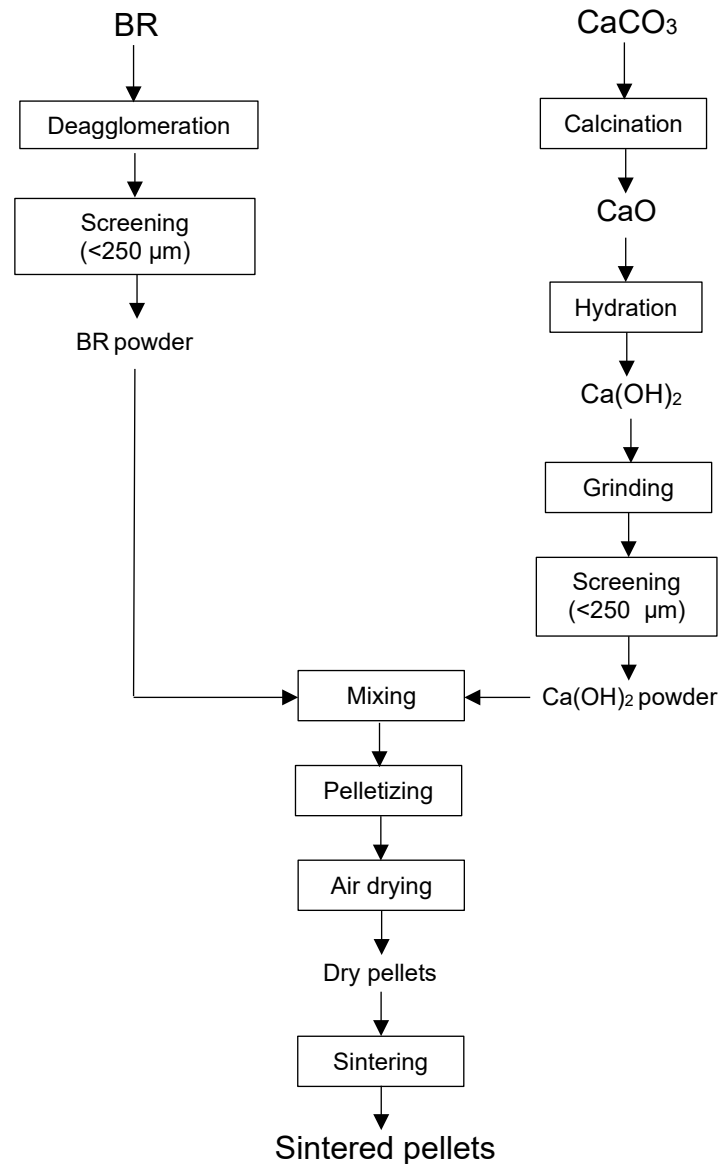 BR
Deagglomeration
Screening
(<250 µm)
BR powder
CaCO₃
Calcination
CaO
Hydration
Ca(OH)₂
Grinding
Screening
(<250 µm)
Ca(OH)₂ powder
Mixing
Pelletizing
Air drying
Dry pellets
Sintering
Sintered pellets